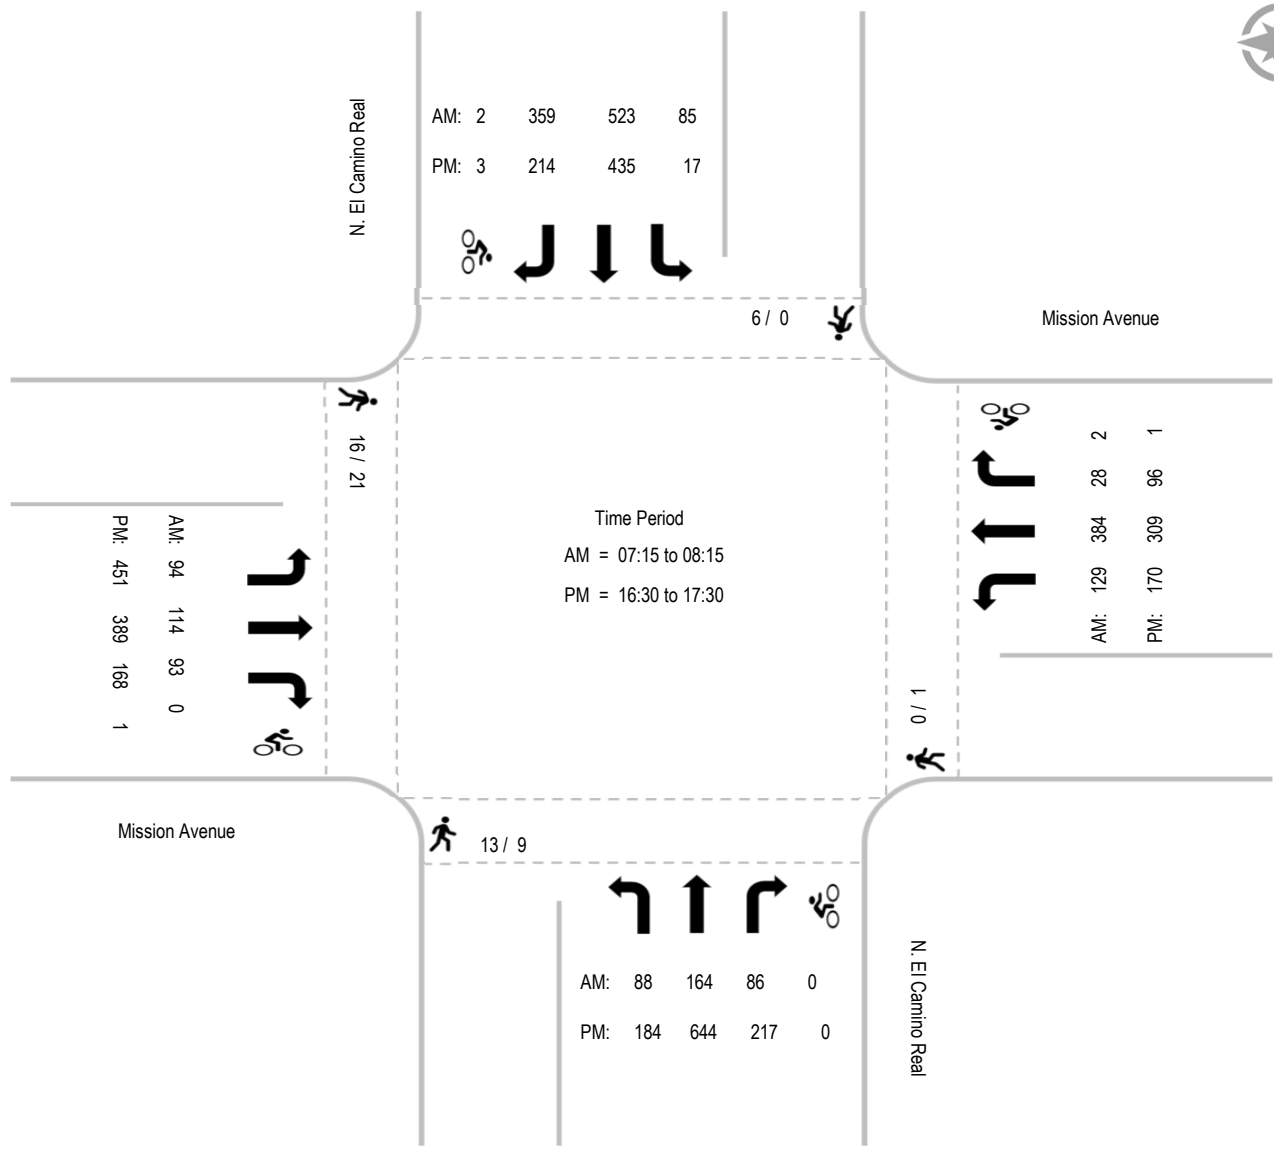 N. El Camino Real
AM: 2 359 523 85
PM: 3 214 435 17
6 / 0
Mission Avenue
16 / 21
AM: 94 114 93 0
PM: 451 389 168 1
Time Period
AM = 07:15 to 08:15
PM = 16:30 to 17:30
AM: 129 384 28 2
PM: 170 309 96 1
1 / 0
Mission Avenue
13 / 9
AM: 88 164 86 0
PM: 184 644 217 0
N. El Camino Real